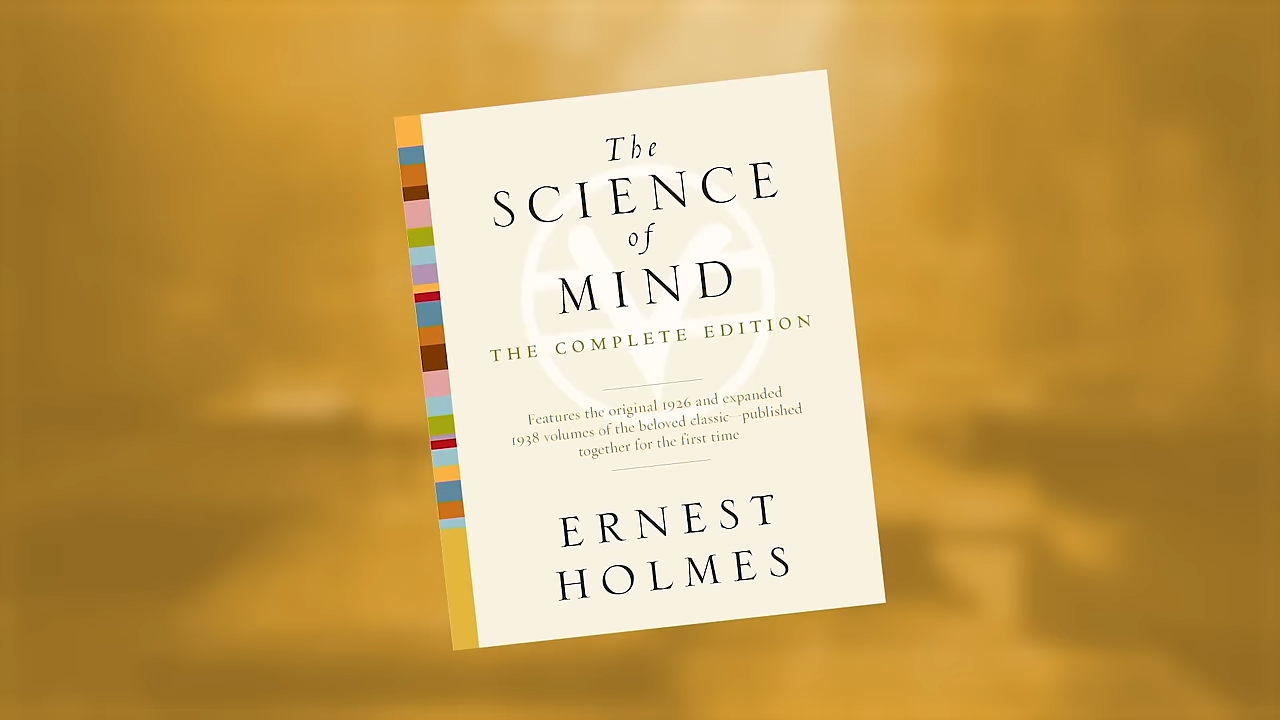 The
SCIENCE
of
MIND
THE COMPLETE EDITION
Features the original 1926 and expanded
1938 volumes of the beloved classic—published
together for the first time
ERNEST
HOLMES